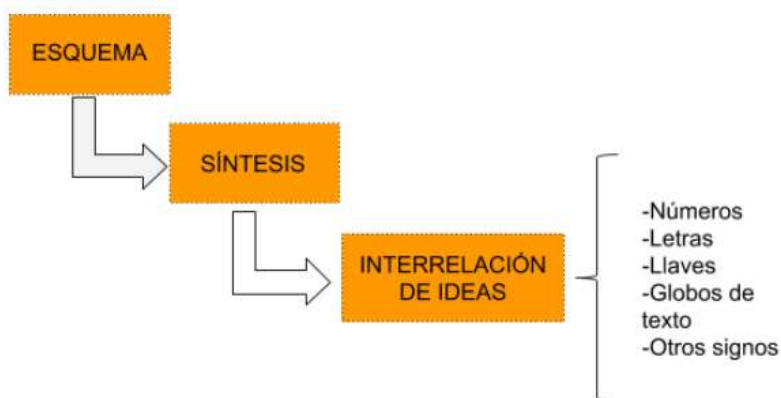 ESQUEMA
SÍNTESIS
INTERRELACIÓN
DE IDEAS
-Números
-Letras
-Llaves
-Globos de
texto
-Otros signos